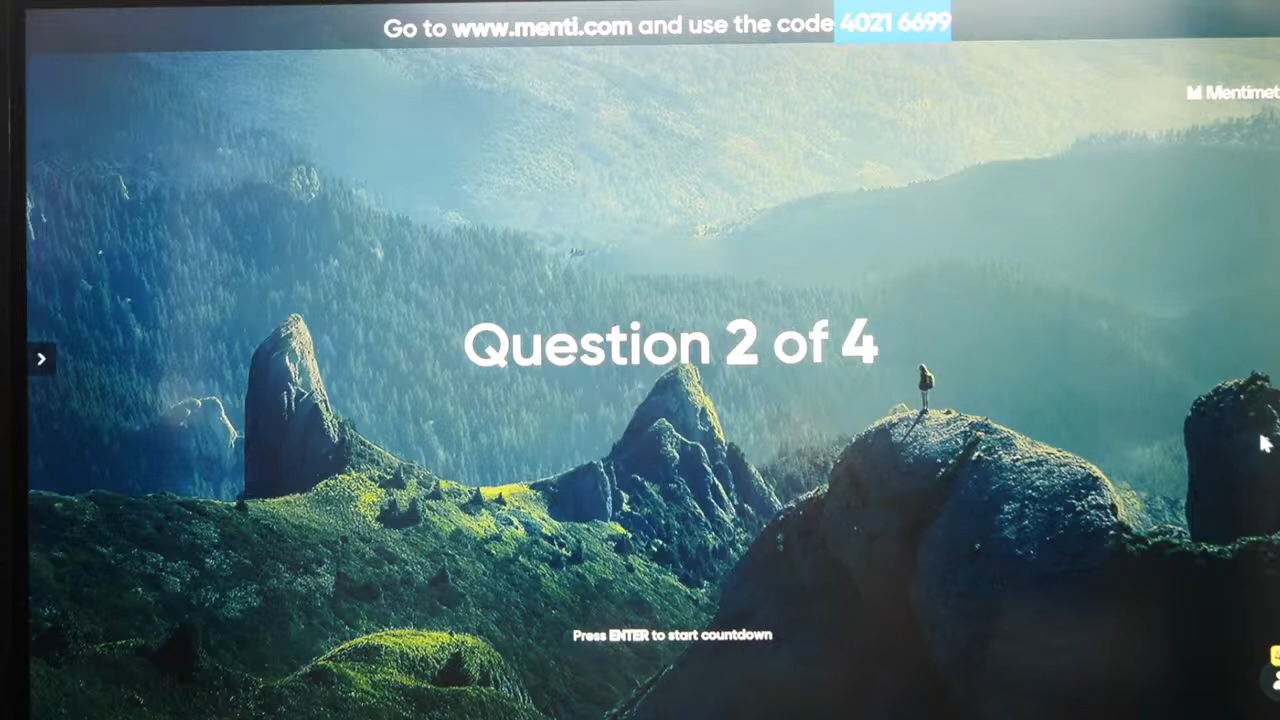 Go to www.menti.com and use the code 4021 6699
Mentimet
Question 2 of 4
Press ENTER to start countdown